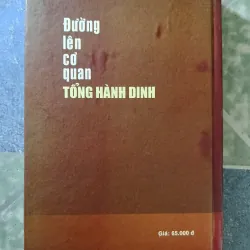 Đường
lên
cơ
quan
TỔNG HÀNH DINH
Giá: 65.000 đ